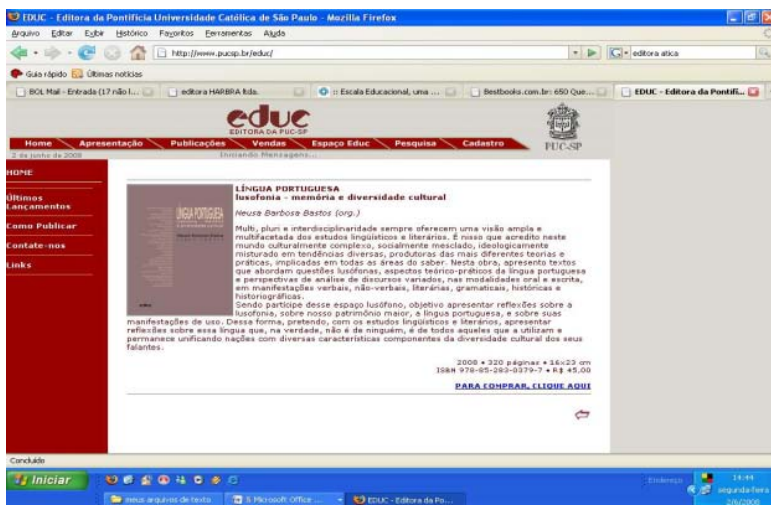 EDUC - Editora da Pontifícia Universidade Católica de São Paulo - Mozilla Firefox
Arquivo Editar Exibir Histórico Favoritos Ferramentas Ajuda
http://www.pucsp.br/educ/
editora atica
Guia rápido Últimas notícias
BOL Mail - Entrada (17 não l...
editora HARBRA ltda.
:: Escala Educacional, uma ...
Bestbooks.com.br: 650 Que...
EDUC - Editora da Pontifí...
educ
EDITORA DA PUC-SP
PUC-SP
Home Apresentação Publicações Vendas Espaço Educ Pesquisa Cadastro
2 de junho de 2008
Iniciando Mensagens...
HOME
Últimos
Lançamentos
Como Publicar
Contate-nos
Links
LÍNGUA PORTUGUESA
LÍNGUA PORTUGUESA
lusofonia - memória e diversidade cultural
Neusa Barbosa Bastos (org.)
Multi, pluri e interdisciplinaridade sempre oferecem uma visão ampla e
multifacetada dos estudos lingüísticos e literários. É nisso que acredito neste
mundo culturalmente complexo, socialmente mesclado, ideologicamente
misturado em tendências diversas, produtoras das mais diferentes teorias e
práticas, implicadas em todas as áreas do saber. Nesta obra, apresento textos
que abordam questões lusófonas, aspectos teórico-práticos da língua portuguesa
e perspectivas de análise de discursos variados, nas modalidades oral e escrita,
em manifestações verbais, não-verbais, literárias, gramaticais, históricas e
historiográficas.
Sendo partícipe desse espaço lusófono, objetivo apresentar reflexões sobre a
lusofonia, sobre nosso patrimônio maior, a língua portuguesa, e sobre suas
manifestações de uso. Dessa forma, pretendo, com os estudos lingüísticos e literários, apresentar
reflexões sobre essa língua que, na verdade, não é de ninguém, é de todos aqueles que a utilizam e
permanece unificando nações com diversas características componentes da diversidade cultural dos seus
falantes.
2008 • 320 páginas • 16x23 cm
ISBN 978-85-283-0379-7 • R$ 45,00
PARA COMPRAR, CLIQUE AQUI
Concluído
Iniciar
Endereço
14:44
segunda-feira
2/6/2008
meus arquivos de texto
5 Microsoft Office ...
EDUC - Editora da Po...